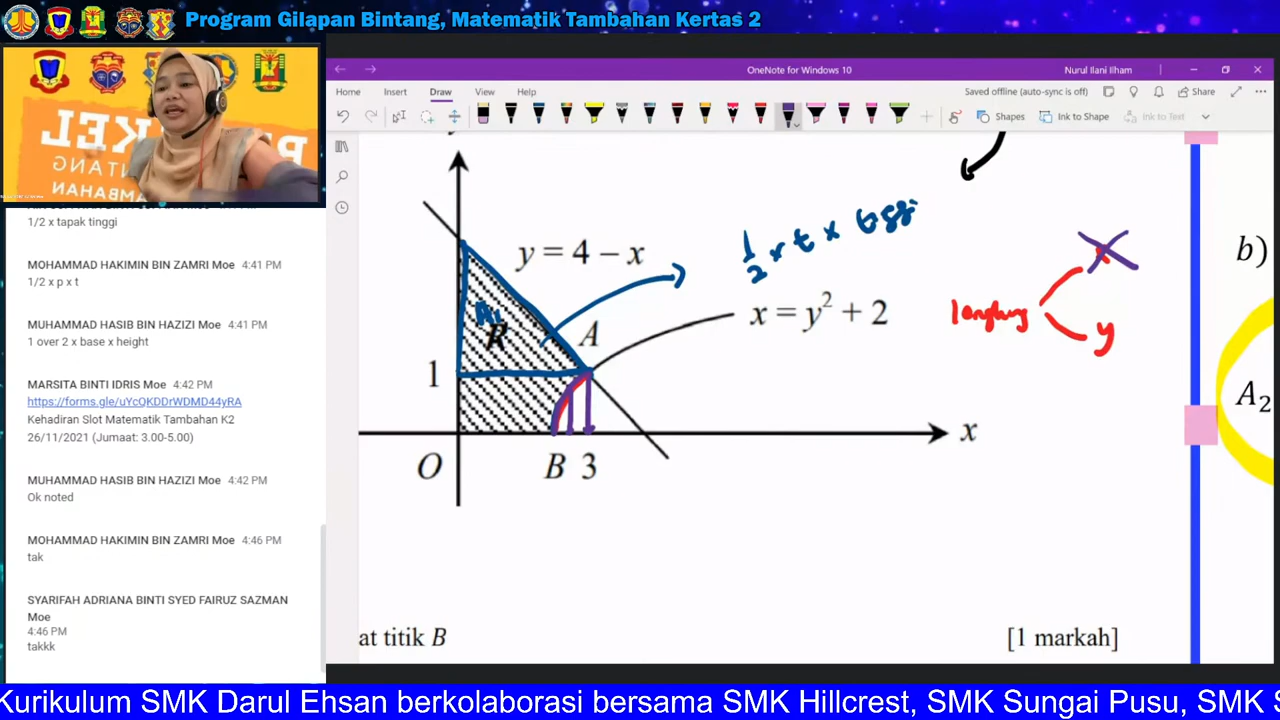 Program Gilapan Bintang, Matematik Tambahan Kertas 2
OneNote for Windows 10
Nurul Ilani Ilham
Home Insert Draw View Help
Saved offline (auto-sync is off)
Share
Shapes
Ink to Shape
Ink to Text
BINTANG
TAMBAHAN
1/2 x tapak tinggi
MOHAMMAD HAKIMIN BIN ZAMRI Moe 4:41 PM
1/2 x p x t
MUHAMMAD HASIB BIN HAZIZI Moe 4:41 PM
1 over 2 x base x height
MARSITA BINTI IDRIS Moe 4:42 PM
https://forms.gle/uYcQKDDrWDMD44yRA
Kehadiran Slot Matematik Tambahan K2
26/11/2021 (Jumaat: 3.00-5.00)
MUHAMMAD HASIB BIN HAZIZI Moe 4:42 PM
Ok noted
MOHAMMAD HAKIMIN BIN ZAMRI Moe 4:46 PM
tak
SYARIFAH ADRIANA BINTI SYED FAIRUZ SAZMAN
Moe
4:46 PM
takkk
y = 4 – x
1/2 x t x tggi
x = y² + 2
A₁
R
A
1
O
B 3
x
lengkung
x
y
b)
A₂
at titik B
[1 markah]
Kurikulum SMK Darul Ehsan berkolaborasi bersama SMK Hillcrest, SMK Sungai Pusu, SMK S